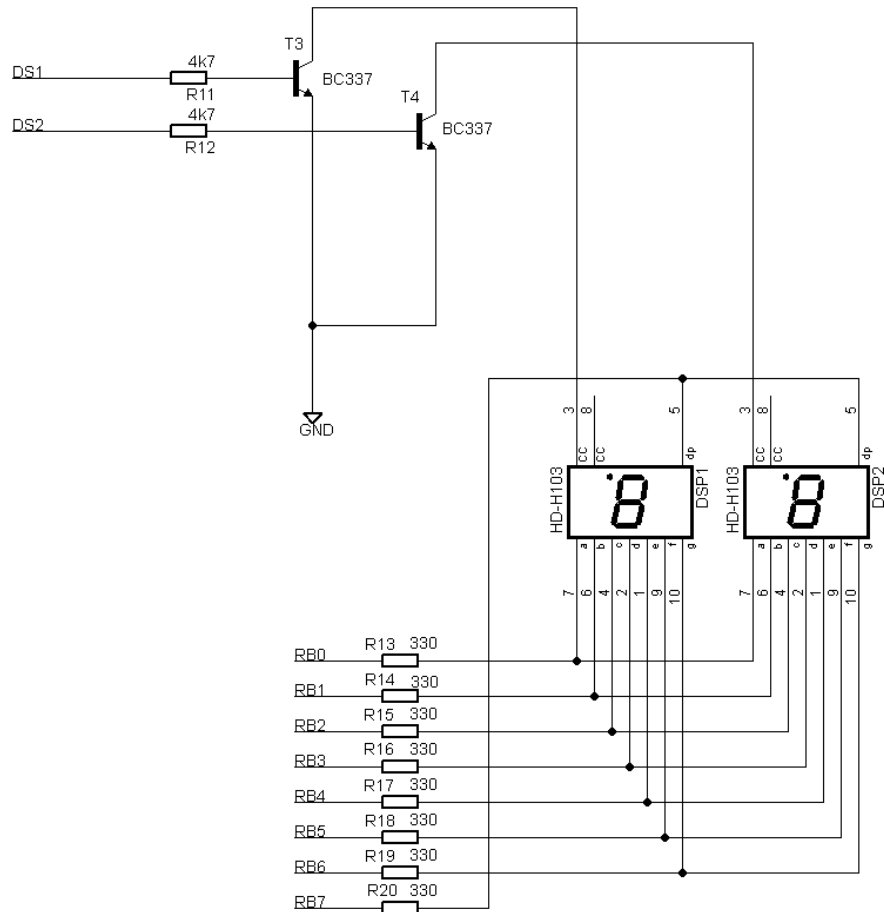 T3
4k7
DS1
R11
BC337
T4
4k7
DS2
R12
BC337
GND
3
8
5
3
8
5
CC
CC
dp
CC
CC
dp
HD-H103
DSP1
HD-H103
DSP2
a
b
c
d
e
f
g
a
b
c
d
e
f
g
7
6
4
2
1
9
10
7
6
4
2
1
9
10
R13 330
RB0
R14 330
RB1
R15 330
RB2
R16 330
RB3
R17 330
RB4
R18 330
RB5
R19 330
RB6
R20 330
RB7